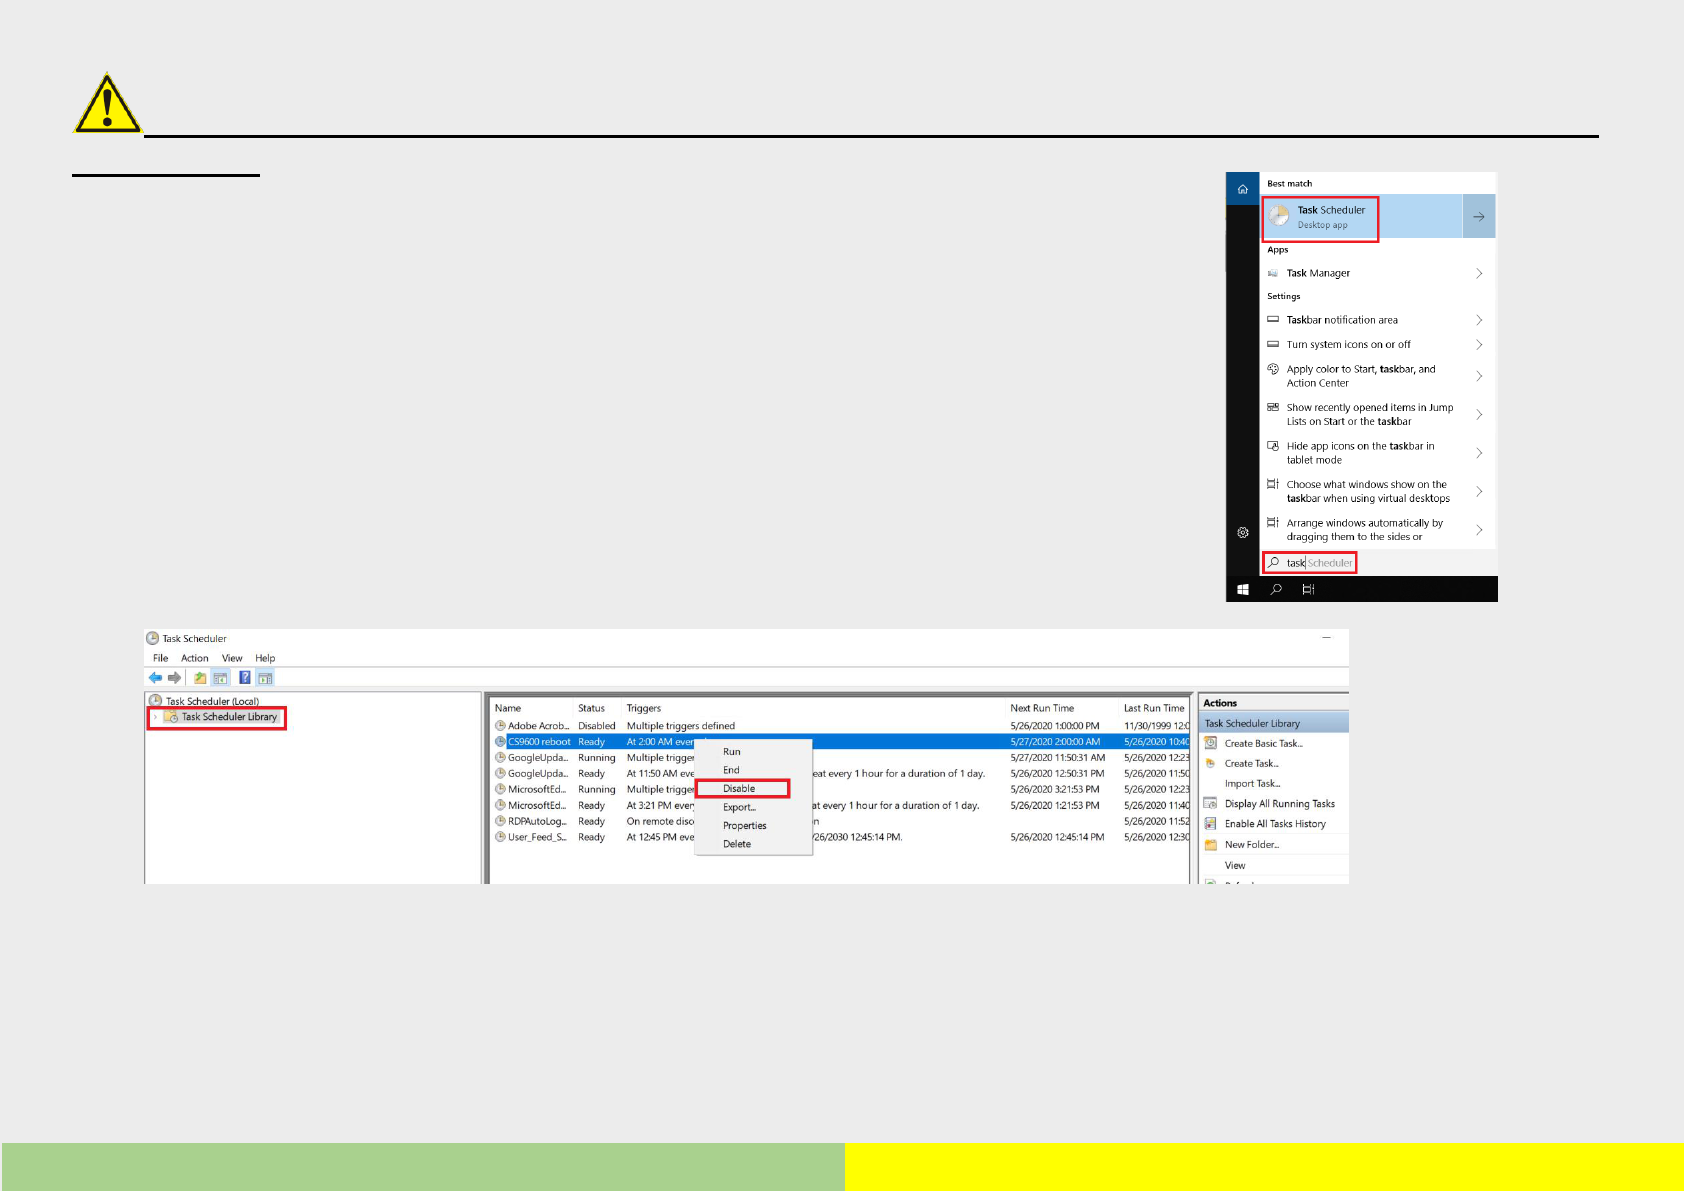 Best match
Task Scheduler
Desktop app
Apps
Task Manager
Settings
Taskbar notification area
Turn system icons on or off
Apply color to Start, taskbar, and
Action Center
Show recently opened items in Jump
Lists on Start or the taskbar
Hide app icons on the taskbar in
tablet mode
Choose what windows show on the
taskbar when using virtual desktops
Arrange windows automatically by
dragging them to the sides or
task Scheduler
Task Scheduler
File Action View Help
Task Scheduler (Local)
Task Scheduler Library
Name Status Triggers Next Run Time Last Run Time
Adobe Acrob... Disabled Multiple triggers defined 5/26/2020 1:00:00 PM 11/30/1999 12:0
CS9600 reboot Ready At 2:00 AM every 5/27/2020 2:00:00 AM 5/26/2020 10:40
GoogleUpda... Running Multiple trigger 5/27/2020 11:50:31 AM 5/26/2020 12:23
GoogleUpda... Ready At 11:50 AM eve eat every 1 hour for a duration of 1 day. 5/26/2020 12:50:31 PM 5/26/2020 11:50
MicrosoftEd... Running Multiple trigger 5/26/2020 3:21:53 PM 5/26/2020 12:23
MicrosoftEd... Ready At 3:21 PM every at every 1 hour for a duration of 1 day. 5/26/2020 1:21:53 PM 5/26/2020 11:40
RDPAutoLog... Ready On remote disco n 5/26/2020 11:52
User_Feed_S... Ready At 12:45 PM eve /26/2030 12:45:14 PM. 5/26/2020 12:45:14 PM 5/26/2020 12:30
Run
End
Disable
Export...
Properties
Delete
Actions
Task Scheduler Library
Create Basic Task...
Create Task...
Import Task...
Display All Running Tasks
Enable All Tasks History
New Folder...
View